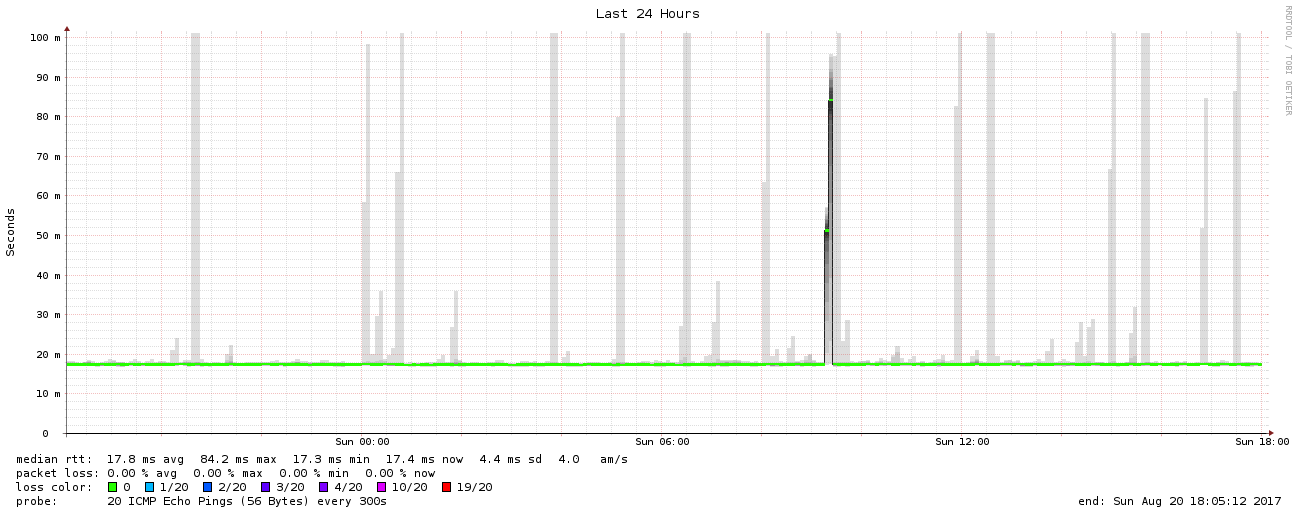 Last 24 Hours
RRDTOOL / TOBI OETIKER
Seconds
100 m
90 m
80 m
70 m
60 m
50 m
40 m
30 m
20 m
10 m
0
Sun 00:00 Sun 06:00 Sun 12:00 Sun 18:00
median rtt: 17.8 ms avg 84.2 ms max 17.3 ms min 17.4 ms now 4.4 ms sd 4.0 am/s
packet loss: 0.00 % avg 0.00 % max 0.00 % min 0.00 % now
loss color: 0 1/20 2/20 3/20 4/20 10/20 19/20
probe: 20 ICMP Echo Pings (56 Bytes) every 300s end: Sun Aug 20 18:05:12 2017